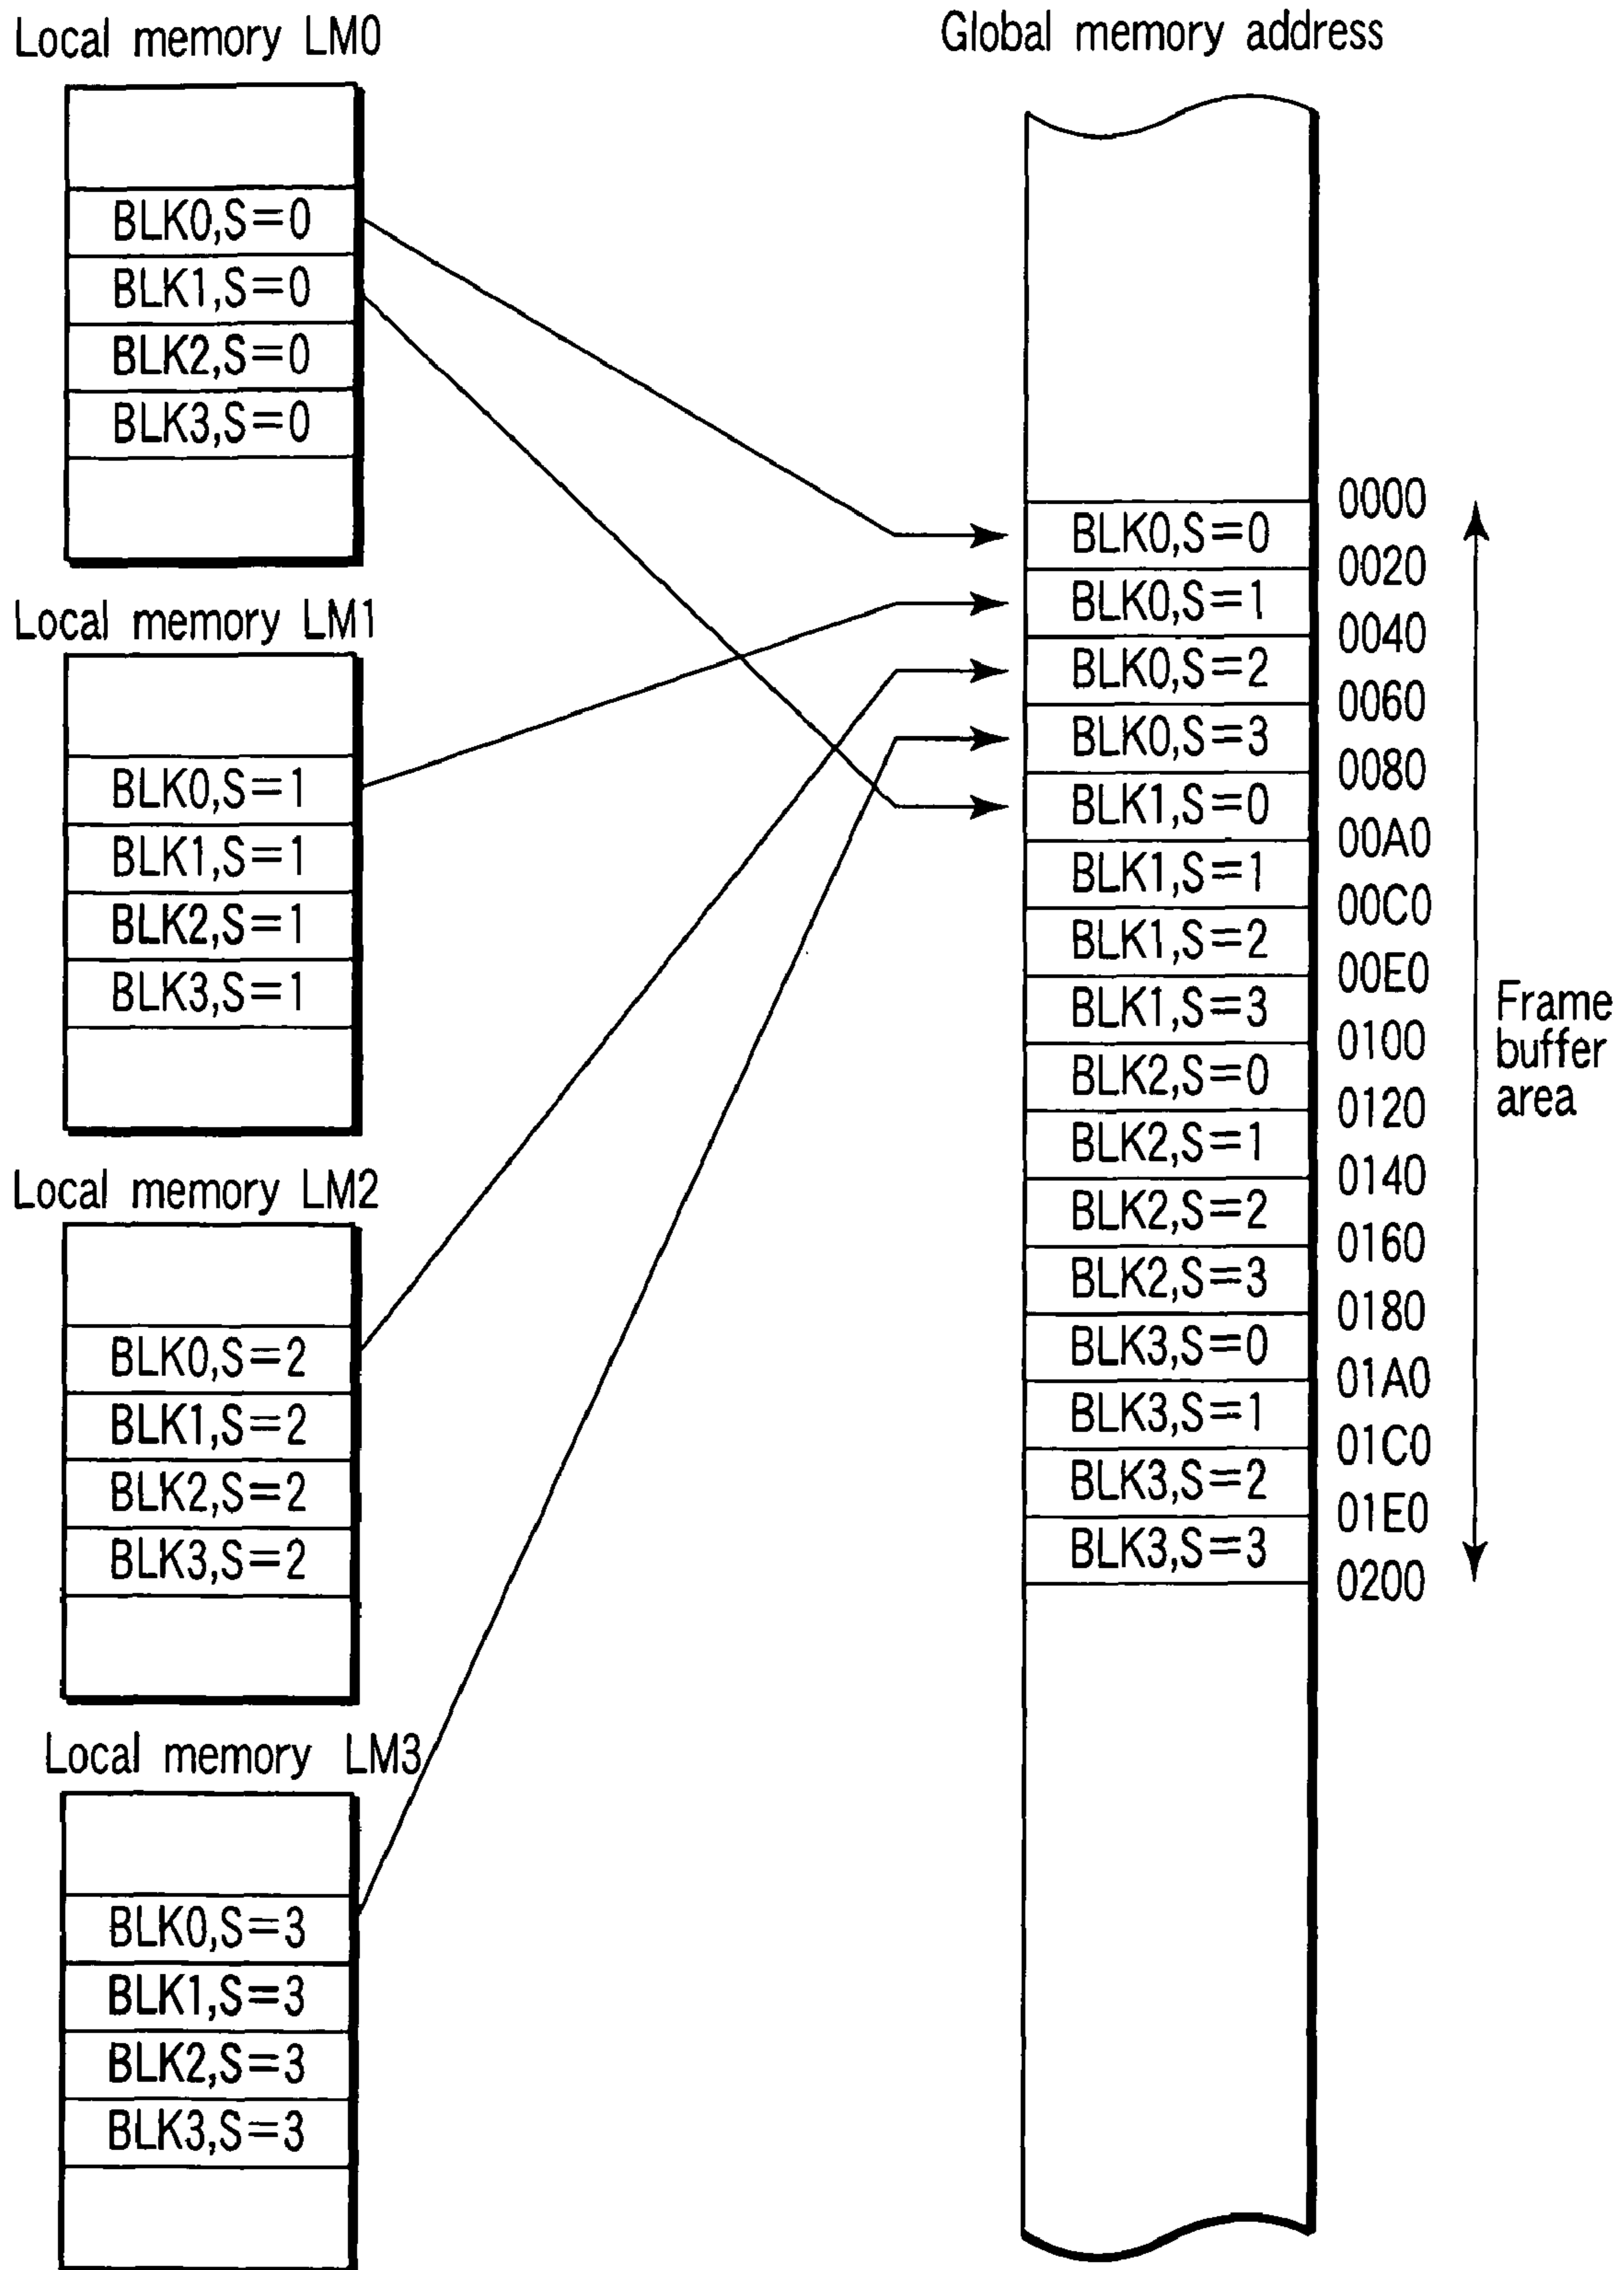 Local memory LM0
BLK0,S=0
BLK1,S=0
BLK2,S=0
BLK3,S=0
Local memory LM1
BLK0,S=1
BLK1,S=1
BLK2,S=1
BLK3,S=1
Local memory LM2
BLK0,S=2
BLK1,S=2
BLK2,S=2
BLK3,S=2
Local memory LM3
BLK0,S=3
BLK1,S=3
BLK2,S=3
BLK3,S=3
Global memory address
0000
BLK0,S=0
0020
BLK0,S=1
0040
BLK0,S=2
0060
BLK0,S=3
0080
BLK1,S=0
00A0
BLK1,S=1
00C0
BLK1,S=2
00E0
BLK1,S=3
0100
BLK2,S=0
0120
BLK2,S=1
0140
BLK2,S=2
0160
BLK2,S=3
0180
BLK3,S=0
01A0
BLK3,S=1
01C0
BLK3,S=2
01E0
BLK3,S=3
0200
Frame
buffer
area